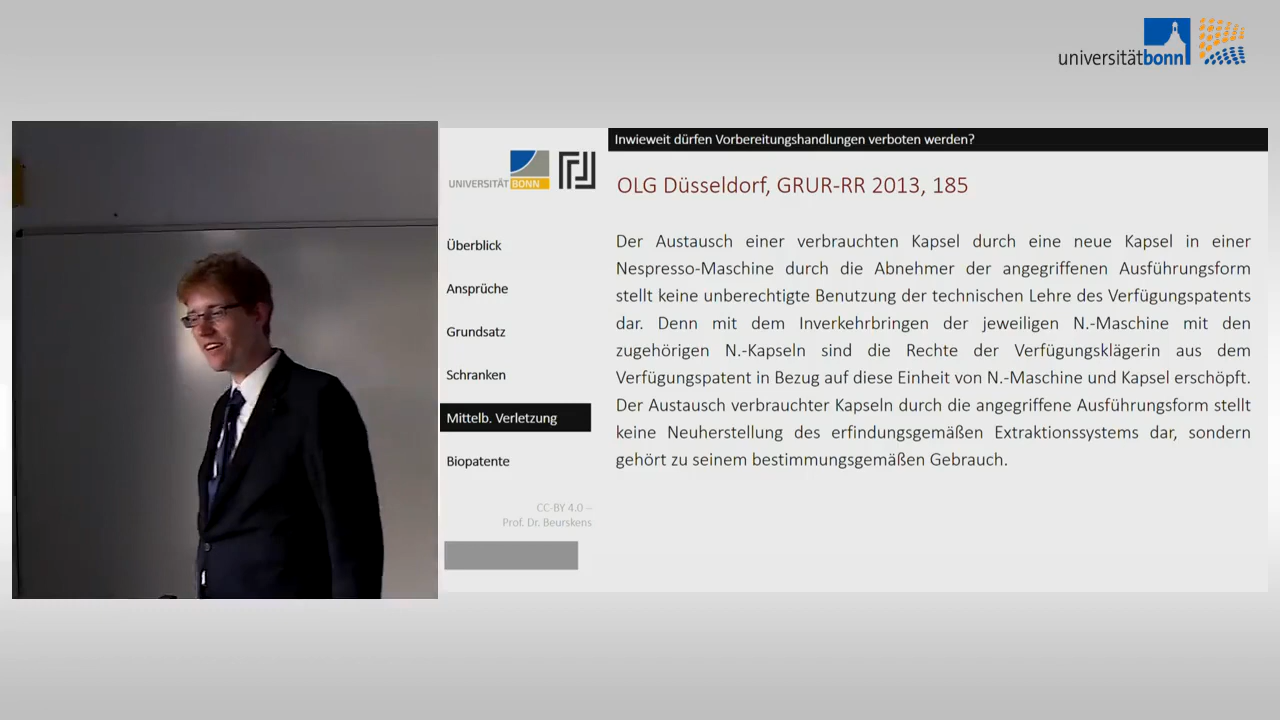 universitätbonn
Inwieweit dürfen Vorbereitungshandlungen verboten werden?
UNIVERSITÄT BONN
OLG Düsseldorf, GRUR-RR 2013, 185
Überblick
Ansprüche
Grundsatz
Schranken
Mittelb. Verletzung
Biopatente
CC-BY 4.0 –
Prof. Dr. Beurskens
Der Austausch einer verbrauchten Kapsel durch eine neue Kapsel in einer
Nespresso-Maschine durch die Abnehmer der angegriffenen Ausführungsform
stellt keine unberechtigte Benutzung der technischen Lehre des Verfügungspatents
dar. Denn mit dem Inverkehrbringen der jeweiligen N.-Maschine mit den
zugehörigen N.-Kapseln sind die Rechte der Verfügungsklägerin aus dem
Verfügungspatent in Bezug auf diese Einheit von N.-Maschine und Kapsel erschöpft.
Der Austausch verbrauchter Kapseln durch die angegriffene Ausführungsform stellt
keine Neuherstellung des erfindungsgemäßen Extraktionssystems dar, sondern
gehört zu seinem bestimmungsgemäßen Gebrauch.